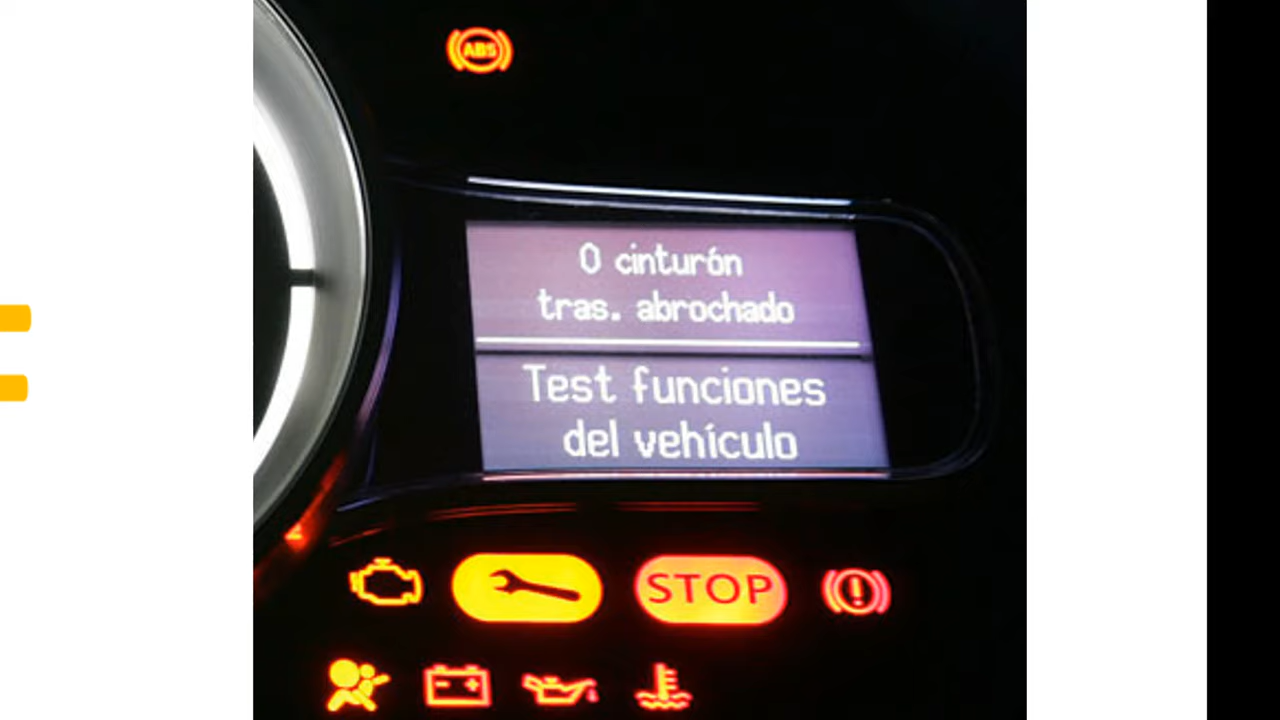 ABS
0 cinturón
tras. abrochado
Test funciones
del vehículo
STOP